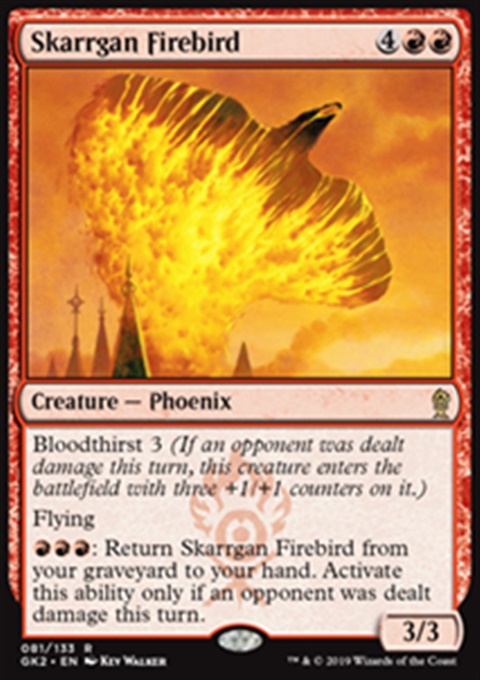 Skarrgan Firebird 4
Creature — Phoenix
Bloodthirst 3 (If an opponent was dealt
damage this turn, this creature enters the
battlefield with three +1/+1 counters on it.)
Flying
: Return Skarrgan Firebird from
your graveyard to your hand. Activate
this ability only if an opponent was dealt
damage this turn.
3/3
081/133 R
GK2 • EN Kev Walker
™ & © 2019 Wizards of the Coast